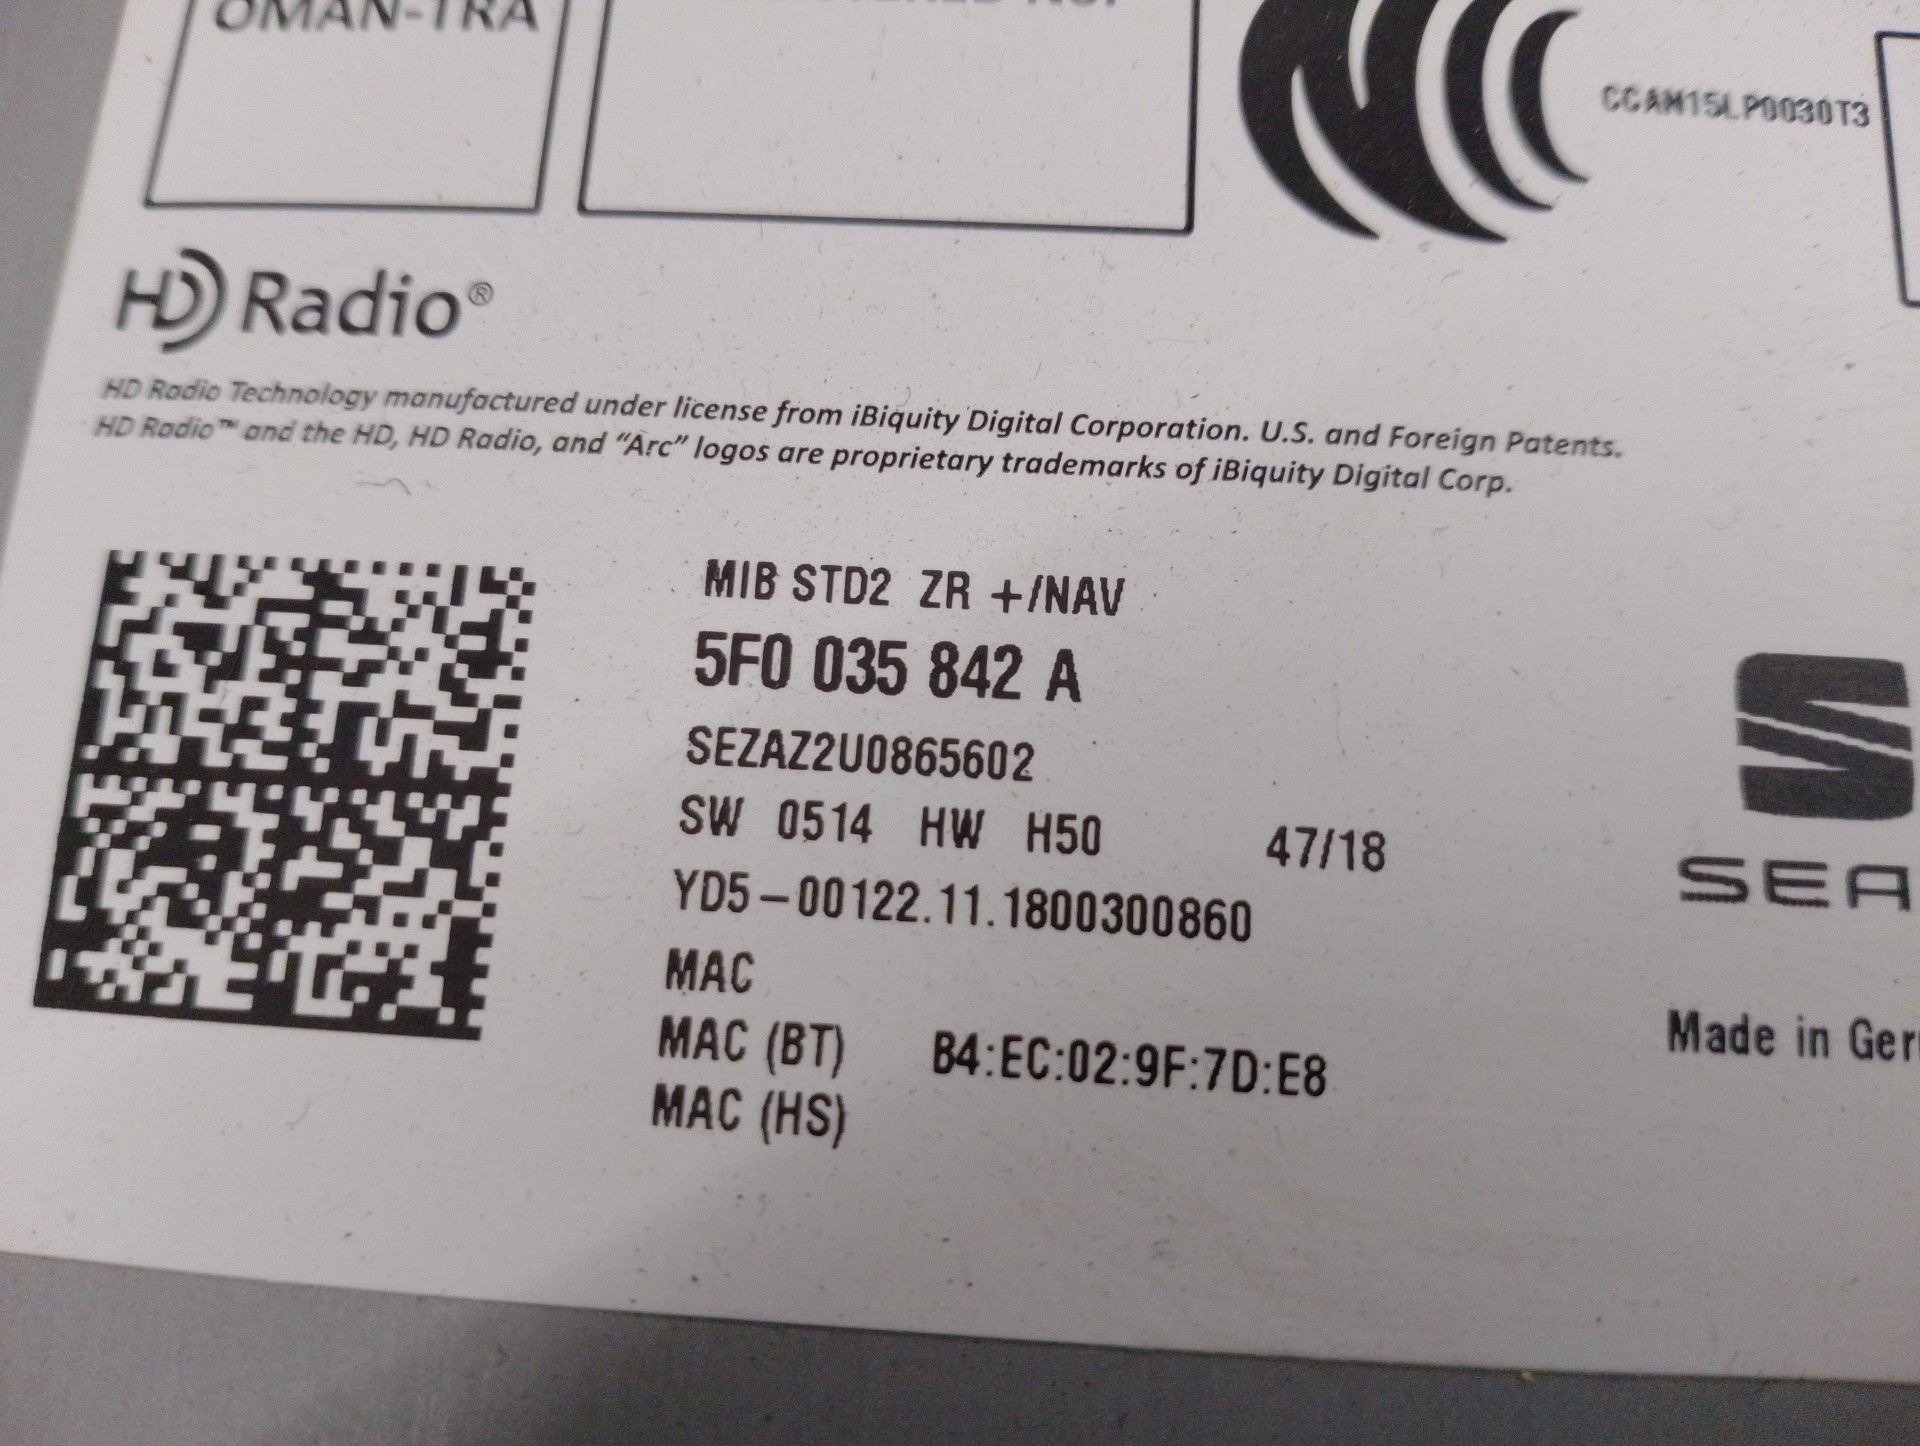 OMAN-TRA
CCAM15LP0030T3
HD Radio®
HD Radio Technology manufactured under license from iBiquity Digital Corporation. U.S. and Foreign Patents.
HD Radio™ and the HD, HD Radio, and “Arc” logos are proprietary trademarks of iBiquity Digital Corp.
MIB STD2 ZR +/NAV
5F0 035 842 A
SEZAZ2U0865602
SW 0514 HW H50 47/18
YD5-00122.11.1800300860
MAC
MAC (BT) B4:EC:02:9F:7D:E8
MAC (HS)
SEA
Made in Ger